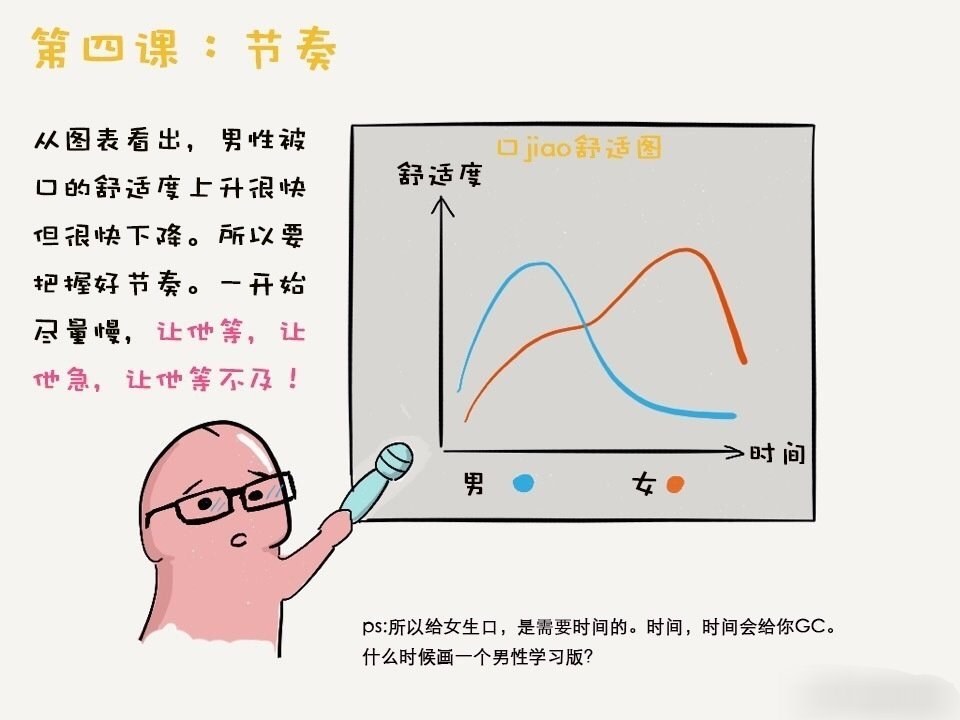 第四课：节奏
从图表看出，男性被
口的舒适度上升很快
但很快下降。所以要
把握好节奏。一开始
尽量慢，让他等，让
他急，让他等不及！
口jiao舒适图
舒适度
时间
男
女
ps:所以给女生口，是需要时间的。时间，时间会给你GC。
什么时候画一个男性学习版?